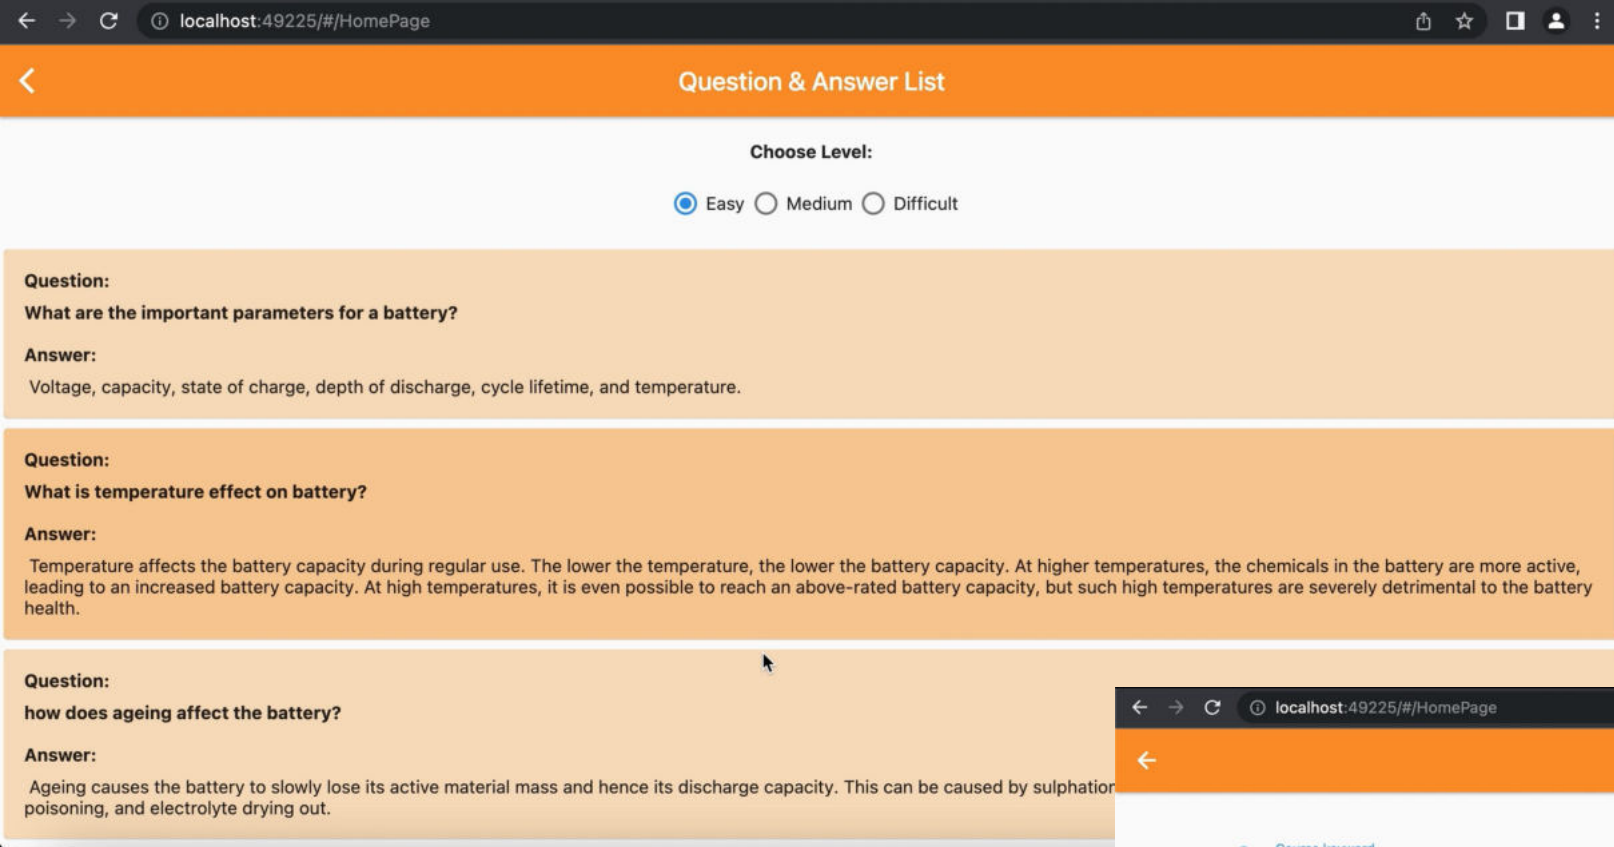 localhost:49225/#/HomePage
Question & Answer List
Choose Level:
Easy Medium Difficult
Question:
What are the important parameters for a battery?
Answer:
Voltage, capacity, state of charge, depth of discharge, cycle lifetime, and temperature.
Question:
What is temperature effect on battery?
Answer:
Temperature affects the battery capacity during regular use. The lower the temperature, the lower the battery capacity. At higher temperatures, the chemicals in the battery are more active,
leading to an increased battery capacity. At high temperatures, it is even possible to reach an above-rated battery capacity, but such high temperatures are severely detrimental to the battery
health.
Question:
how does ageing affect the battery?
Answer:
Ageing causes the battery to slowly lose its active material mass and hence its discharge capacity. This can be caused by sulphation
poisoning, and electrolyte drying out.
localhost:49225/#/HomePage